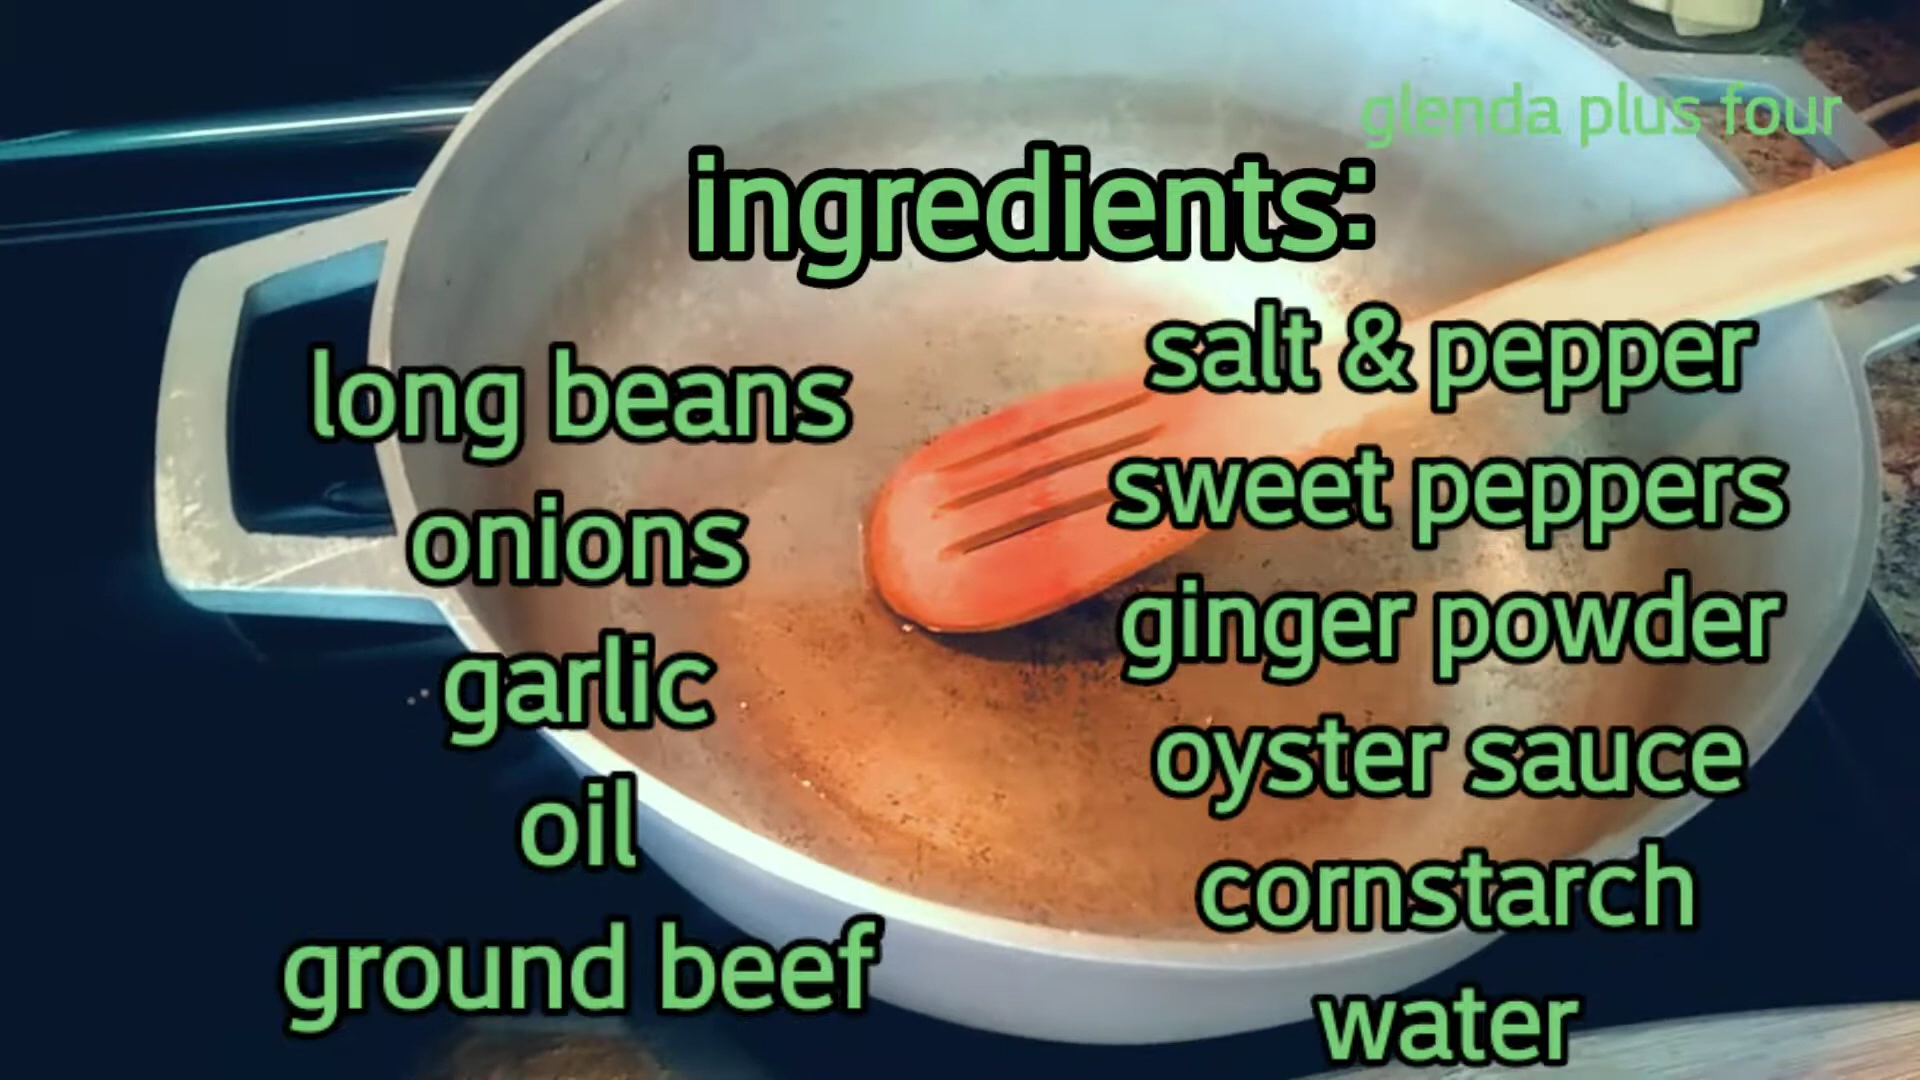 glenda plus four
ingredients:
long beans
onions
garlic
oil
ground beef
salt & pepper
sweet peppers
ginger powder
oyster sauce
cornstarch
water